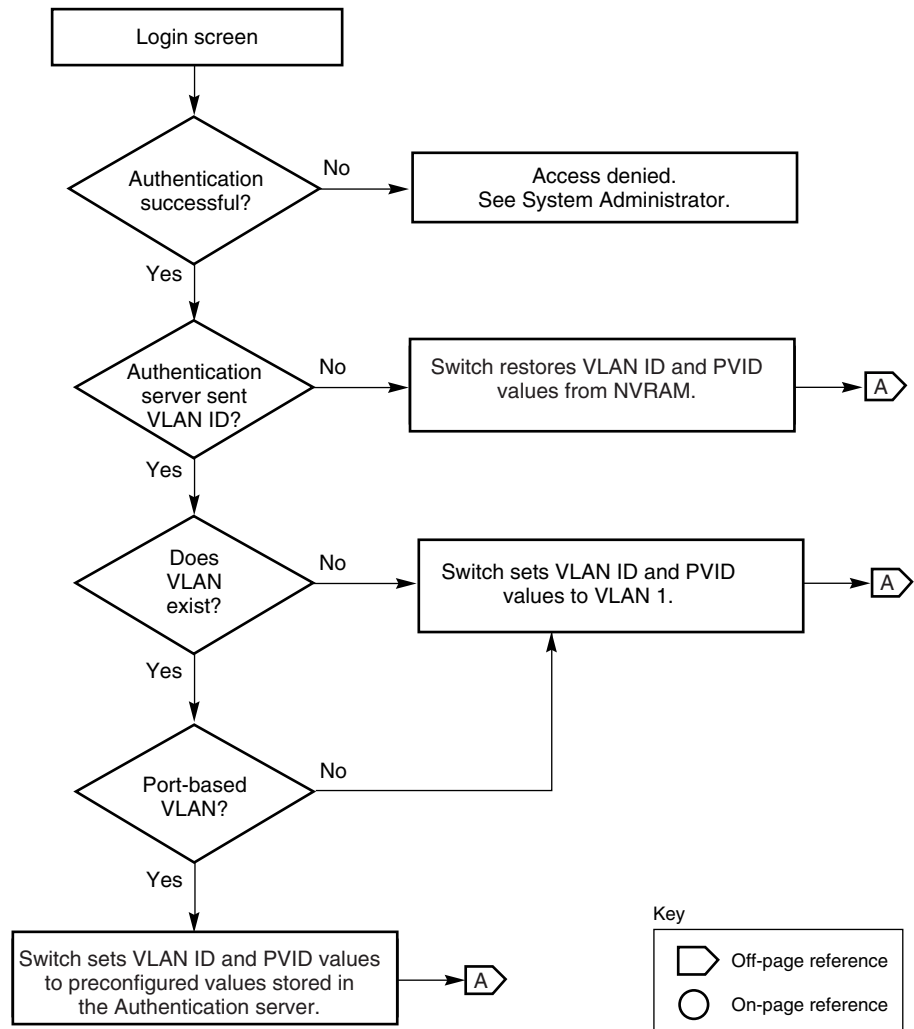 Login screen
Authentication
successful?
No
Access denied.
See System Administrator.
Yes
Authentication
server sent
VLAN ID?
No
Switch restores VLAN ID and PVID
values from NVRAM.
A
Yes
Does
VLAN
exist?
No
Switch sets VLAN ID and PVID
values to VLAN 1.
A
Yes
Port-based
VLAN?
No
Yes
Switch sets VLAN ID and PVID values
to preconfigured values stored in
the Authentication server.
A
Key
Off-page reference
On-page reference